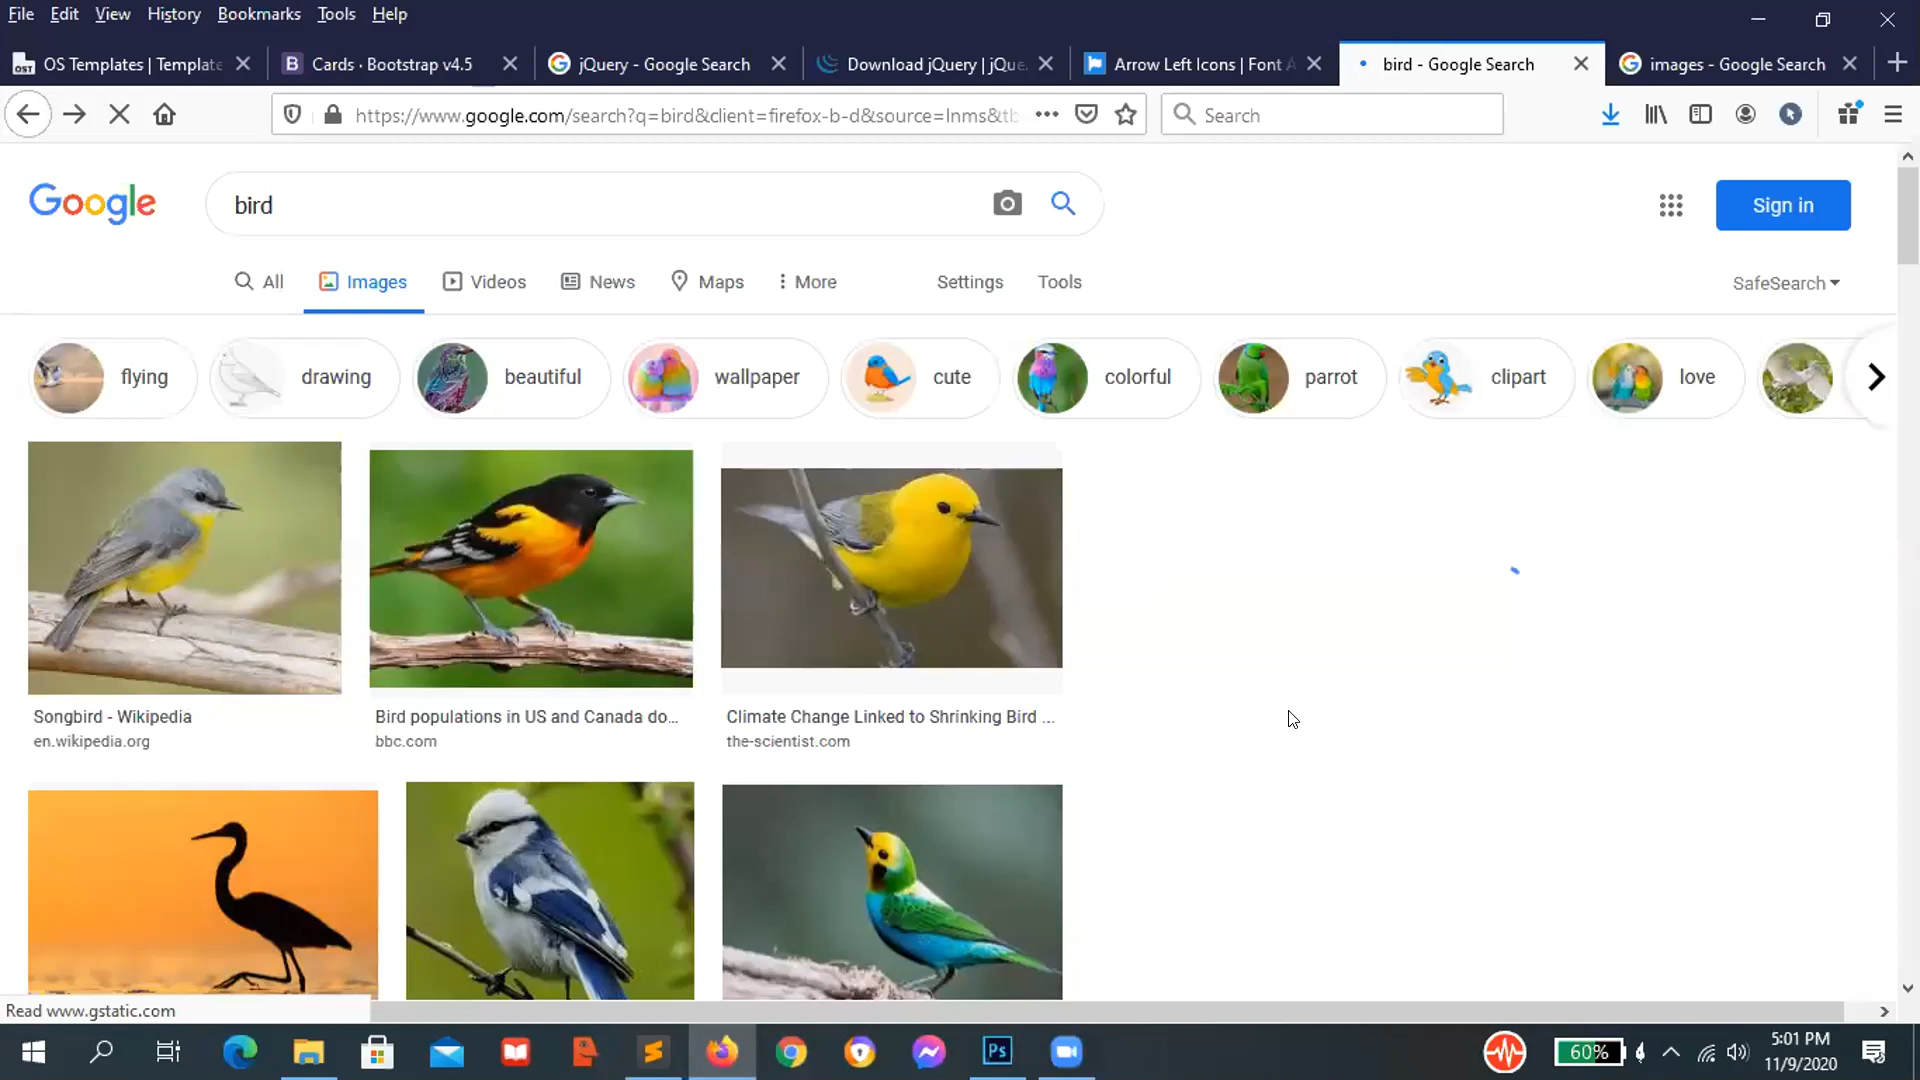 File Edit View History Bookmarks Tools Help
OST OS Templates | Template
B Cards · Bootstrap v4.5
jQuery - Google Search
Download jQuery | jQue
Arrow Left Icons | Font A
bird - Google Search
images - Google Search
https://www.google.com/search?q=bird&client=firefox-b-d&source=lnms&tb
Search
Google
bird
Sign in
All Images Videos News Maps More Settings Tools SafeSearch
flying drawing beautiful wallpaper cute colorful parrot clipart love
Songbird - Wikipedia
en.wikipedia.org
Bird populations in US and Canada do...
bbc.com
Climate Change Linked to Shrinking Bird ...
the-scientist.com
Read www.gstatic.com
Ps
60%
5:01 PM
11/9/2020